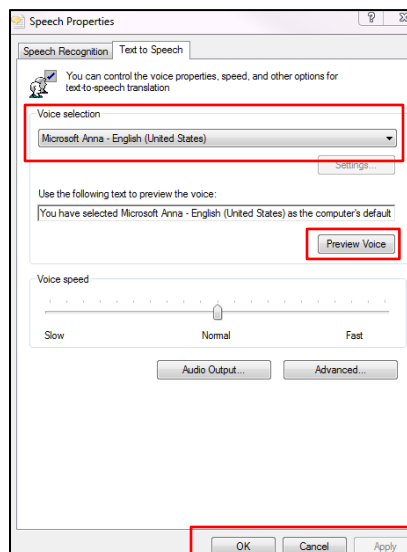 Speech Properties
Speech Recognition
Text to Speech
You can control the voice properties, speed, and other options for
text-to-speech translation
Voice selection
Microsoft Anna - English (United States)
Settings...
Use the following text to preview the voice:
You have selected Microsoft Anna - English (United States) as the computer's default
Preview Voice
Voice speed
Slow
Normal
Fast
Audio Output...
Advanced...
OK
Cancel
Apply